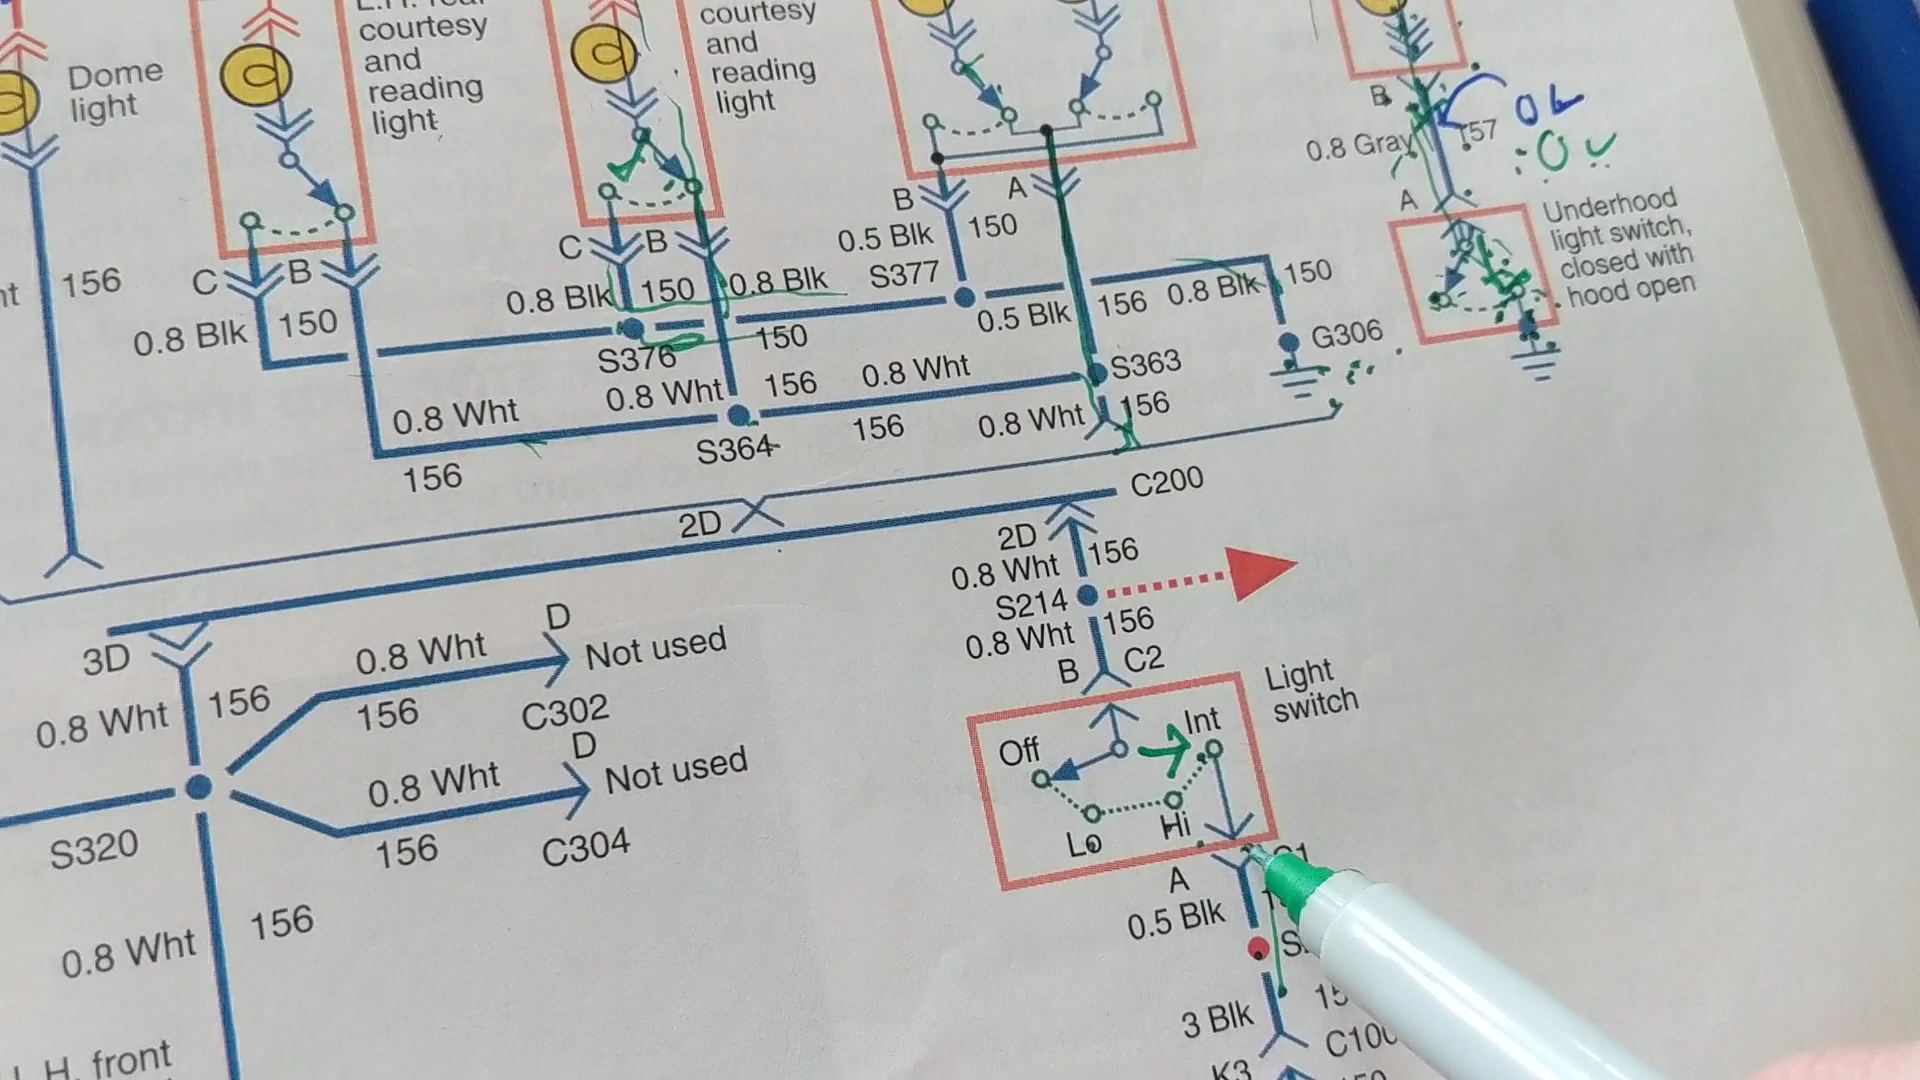 courtesy
and
reading
light
courtesy
and
reading
light
Dome
light
B
0.8 Gray
157
A
Underhood
light switch,
closed with
hood open
156
C
B
0.8 Blk
150
C
B
0.8 Blk
150
0.8 Blk
B
A
0.5 Blk
150
S377
0.5 Blk
156
0.8 Blk
150
G306
S376
150
0.8 Wht
156
0.8 Wht
S363
0.8 Wht
156
S364
156
0.8 Wht
156
2D
C200
2D
156
0.8 Wht
S214
0.8 Wht
156
B
C2
Light
switch
Off
Int
Lo
Hi
A
0.5 Blk
3 Blk
K3
3D
0.8 Wht
156
0.8 Wht
D
Not used
156
C302
D
0.8 Wht
Not used
156
C304
S320
0.8 Wht
156
H. front